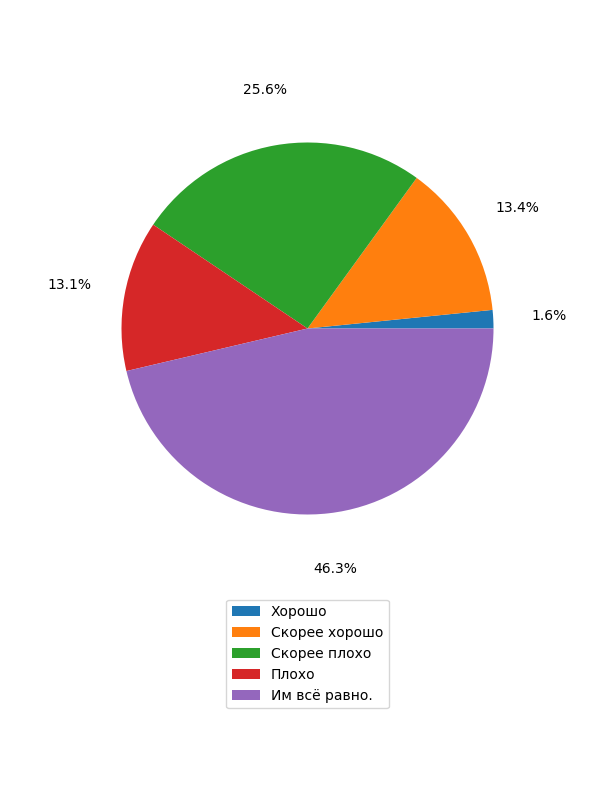 25.6%
13.4%
13.1%
1.6%
46.3%
Хорошо
Скорее хорошо
Скорее плохо
Плохо
Им всё равно.